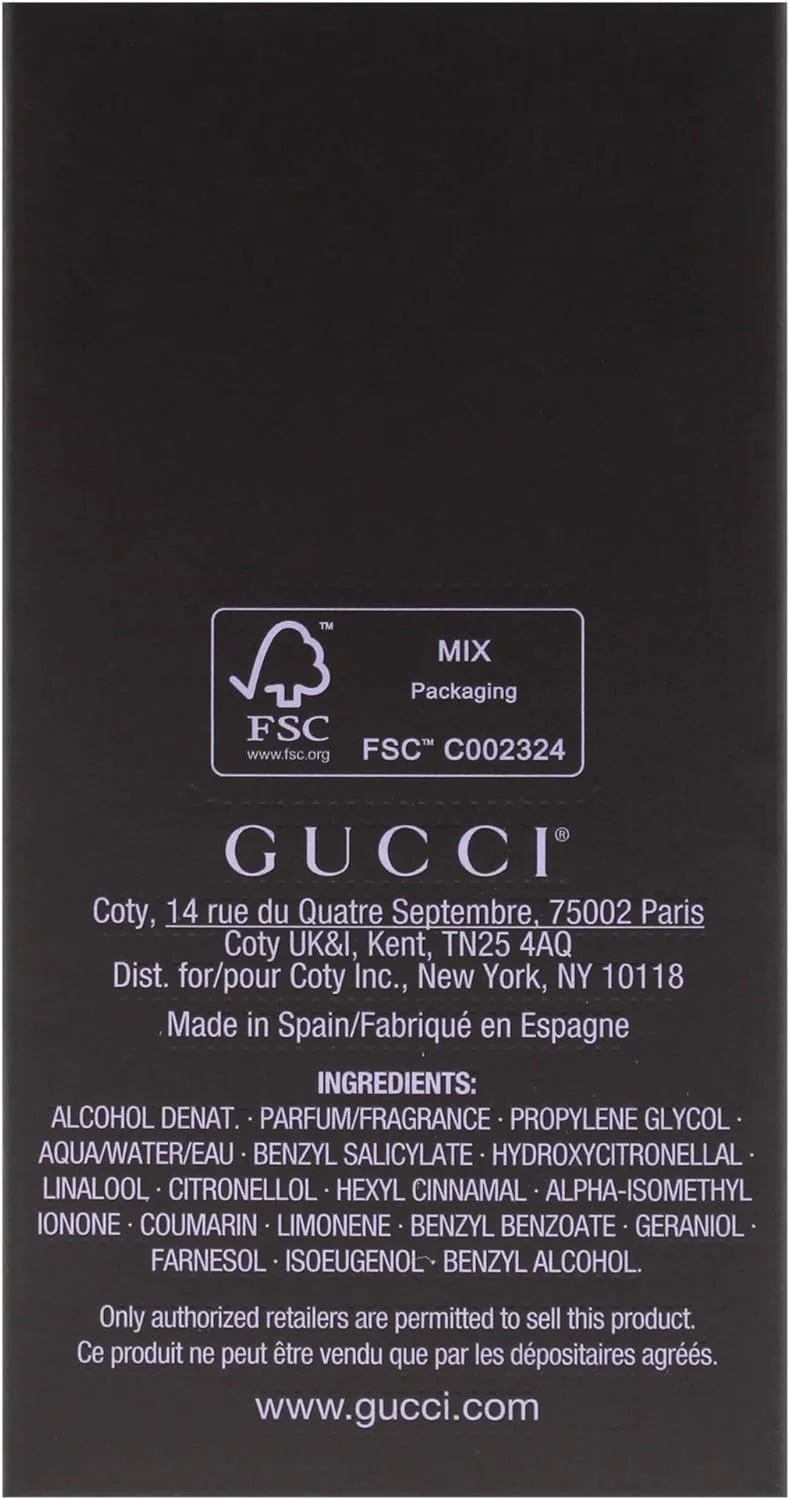 ™
FSC
www.fsc.org
MIX
Packaging
FSC™ C002324
GUCCI®
Coty, 14 rue du Quatre Septembre, 75002 Paris
Coty UK&I, Kent, TN25 4AQ
Dist. for/pour Coty Inc., New York, NY 10118
Made in Spain/Fabriqué en Espagne
INGREDIENTS:
ALCOHOL DENAT. · PARFUM/FRAGRANCE · PROPYLENE GLYCOL ·
AQUA/WATER/EAU · BENZYL SALICYLATE · HYDROXYCITRONELLAL ·
LINALOOL · CITRONELLOL · HEXYL CINNAMAL · ALPHA-ISOMETHYL
IONONE · COUMARIN · LIMONENE · BENZYL BENZOATE · GERANIOL ·
FARNESOL · ISOEUGENOL · BENZYL ALCOHOL.
Only authorized retailers are permitted to sell this product.
Ce produit ne peut être vendu que par les dépositaires agréés.
www.gucci.com